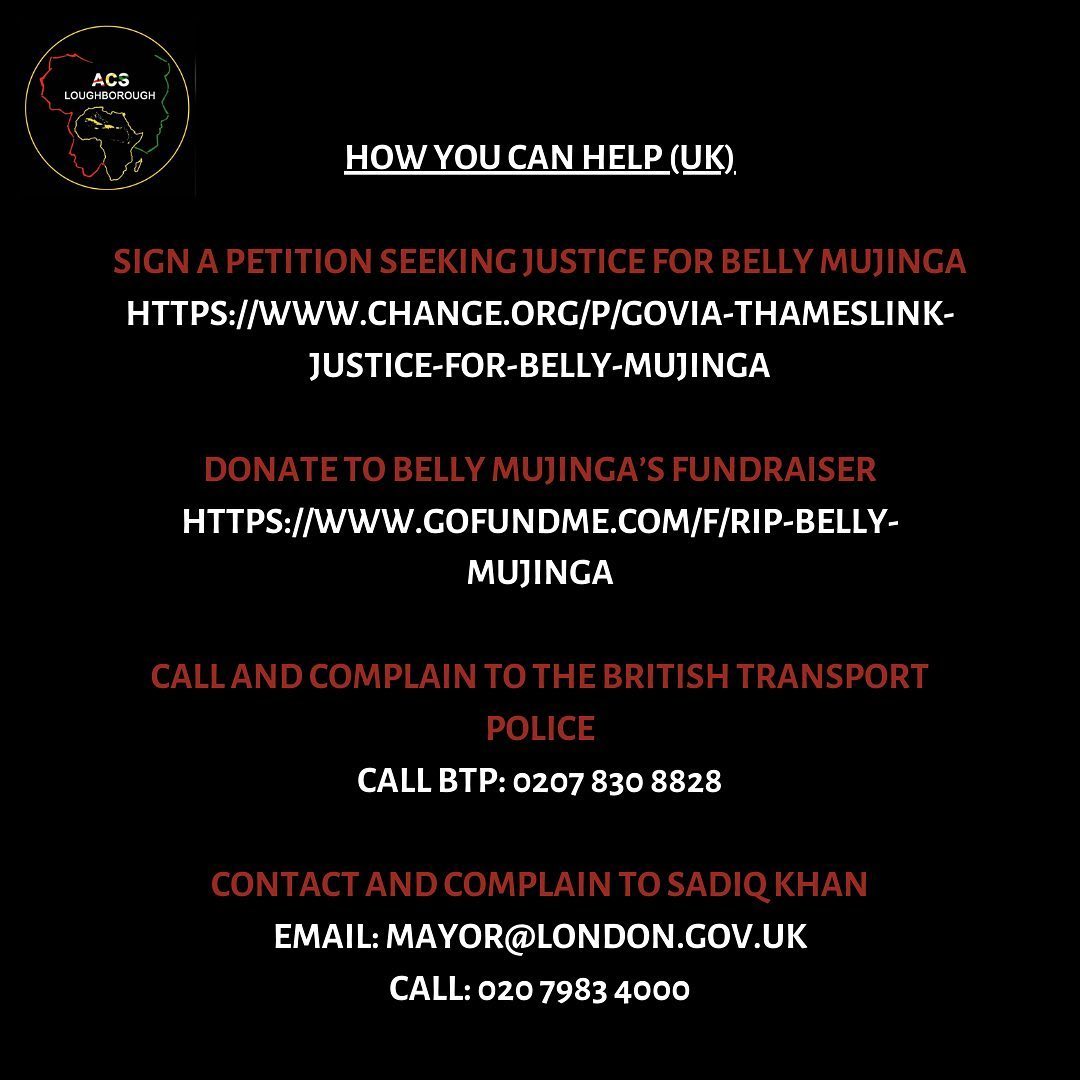 ACS
LOUGHBOROUGH
HOW YOU CAN HELP (UK)
SIGN A PETITION SEEKING JUSTICE FOR BELLY MUJINGA
HTTPS://WWW.CHANGE.ORG/P/GOVIA-THAMESLINK-
JUSTICE-FOR-BELLY-MUJINGA
DONATE TO BELLY MUJINGA’S FUNDRAISER
HTTPS://WWW.GOFUNDME.COM/F/RIP-BELLY-
MUJINGA
CALL AND COMPLAIN TO THE BRITISH TRANSPORT
POLICE
CALL BTP: 0207 830 8828
CONTACT AND COMPLAIN TO SADIQ KHAN
EMAIL: MAYOR@LONDON.GOV.UK
CALL: 020 7983 4000